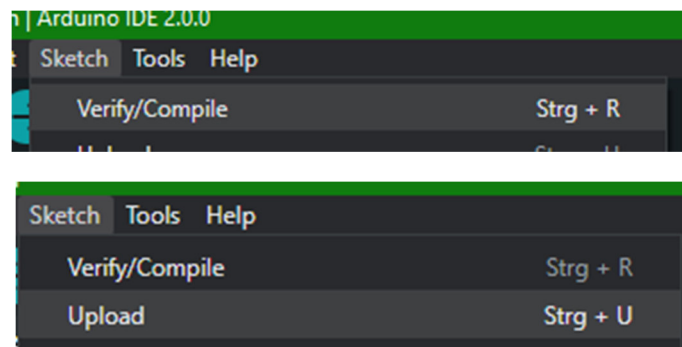 | Arduino IDE 2.0.0
Sketch Tools Help
Verify/Compile Strg + R
Sketch Tools Help
Verify/Compile Strg + R
Upload Strg + U